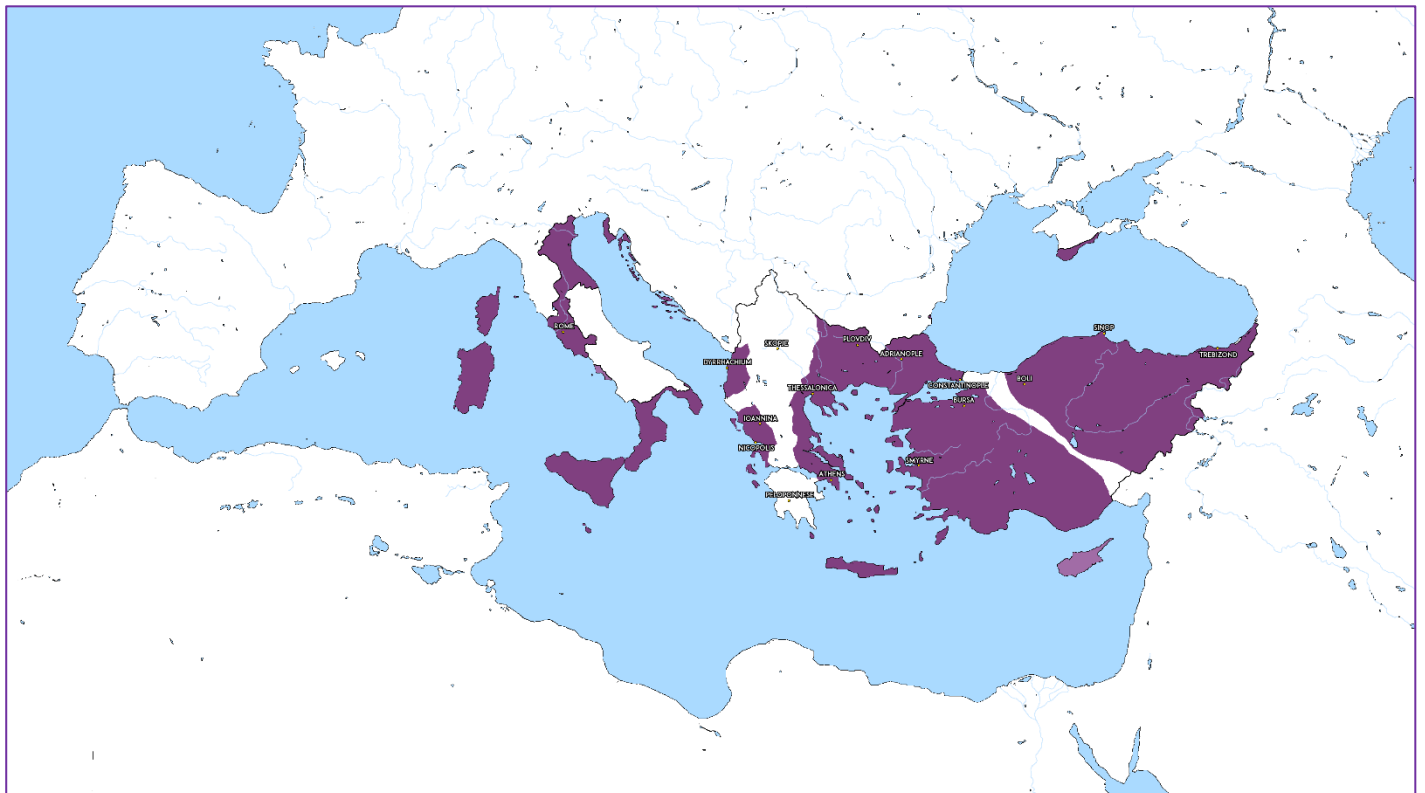 SINOP
ROME
PLOVDIV
SKOPJE
ADRIANOPLE
TREBIZOND
DYRRHACHIUM
BOLI
THESSALONICA
CONSTANTINOPLE
BURSA
IOANNINA
NICOPOLIS
SMYRNE
ATHENS
PELOPONNESE